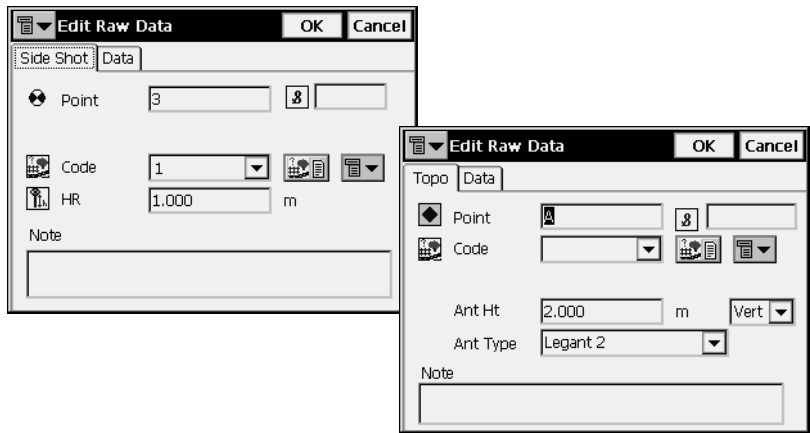 Edit Raw Data OK Cancel
Side Shot Data
Point 3
Code 1
HR 1.000 m
Note
Edit Raw Data OK Cancel
Topo Data
Point A
Code
Ant Ht 2.000 m Vert
Ant Type Legant 2
Note